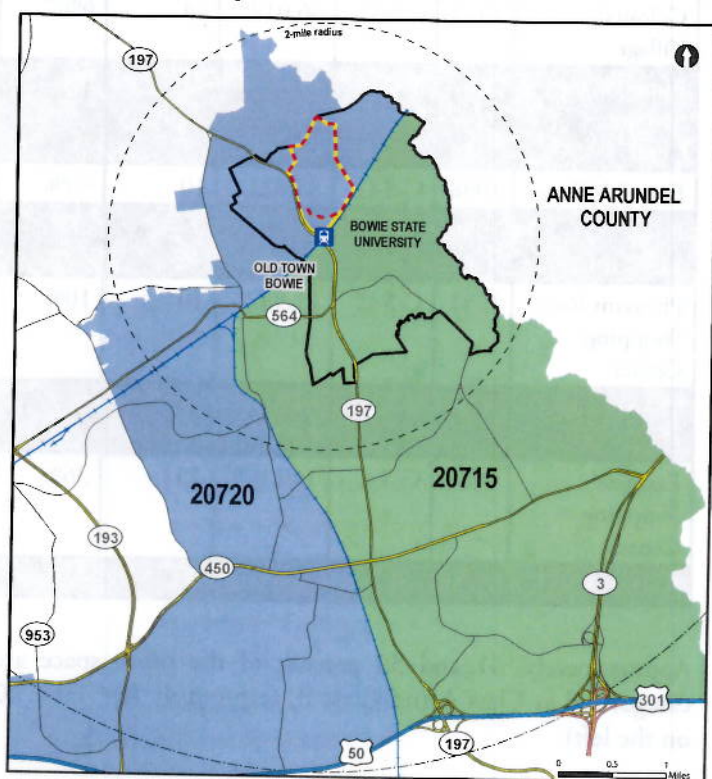 2-mile radius
197
ANNE ARUNDEL
COUNTY
BOWIE STATE
UNIVERSITY
OLD TOWN
BOWIE
564
197
20720
20715
193
450
3
953
301
50
197
0
0.5
1
Miles